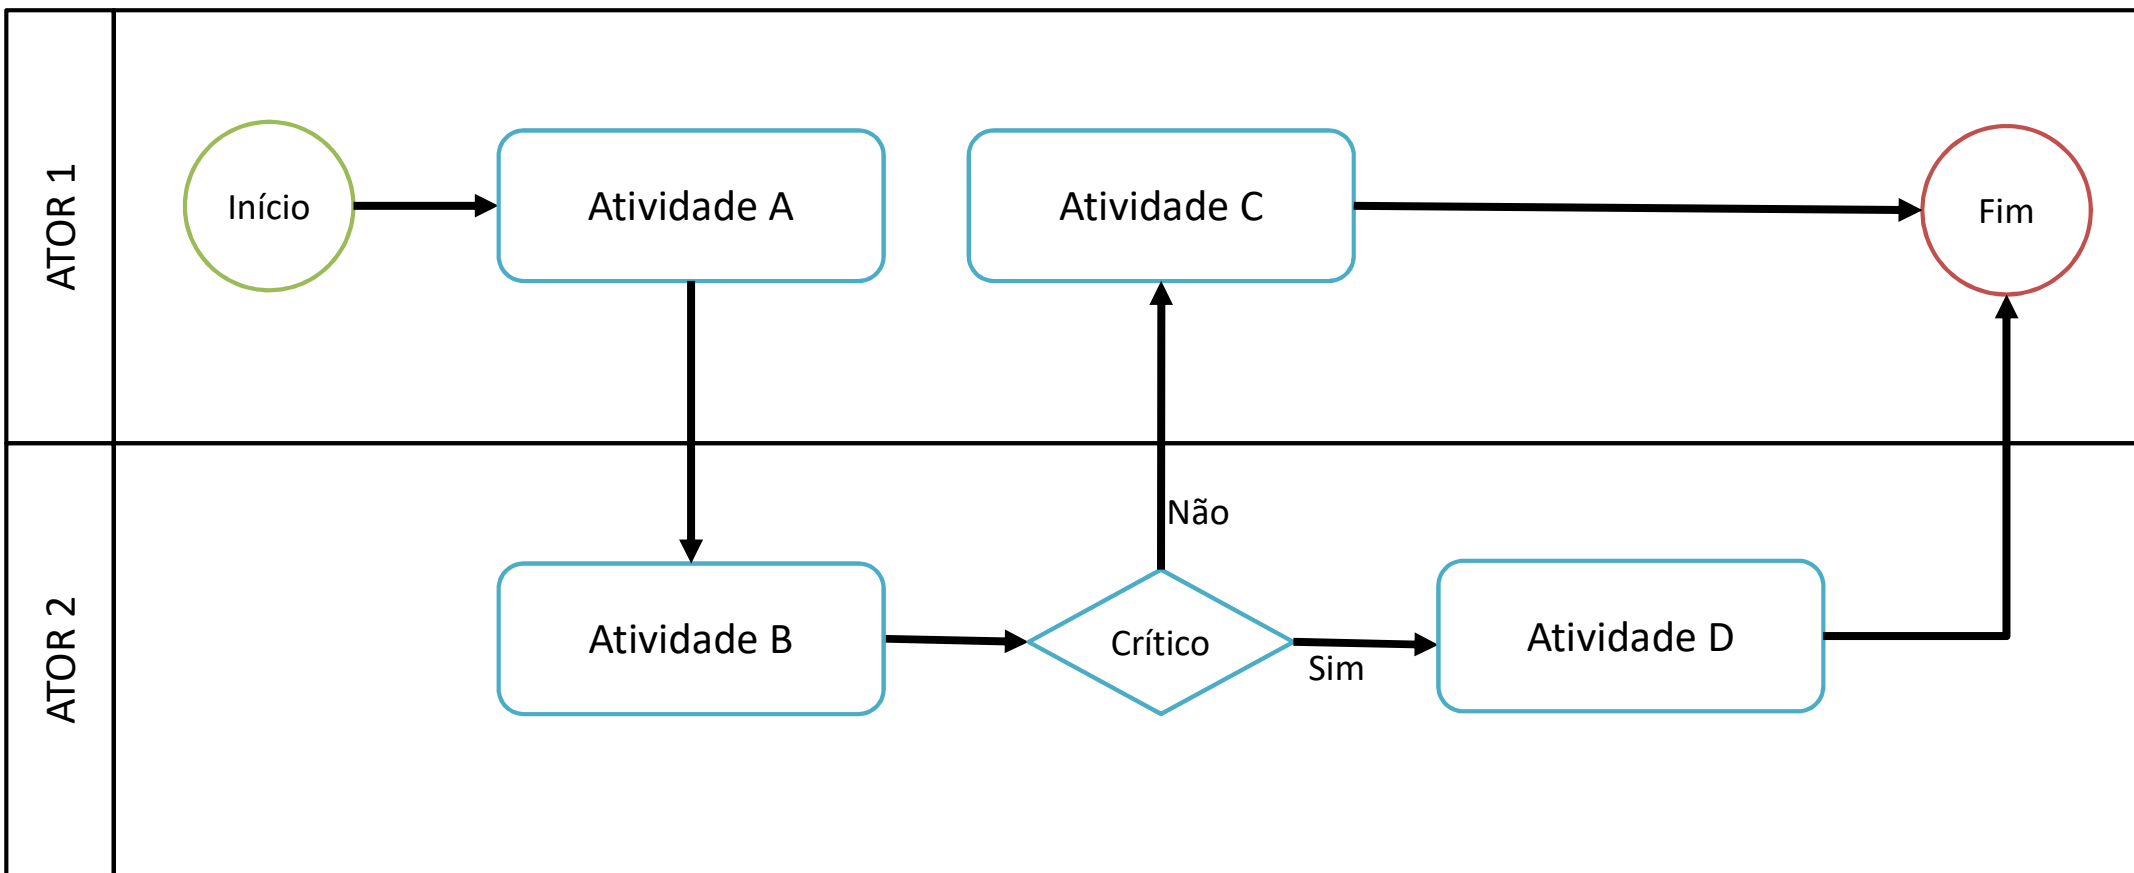 ATOR 1
Início
Atividade A
Atividade C
Fim
ATOR 2
Não
Atividade B
Crítico
Sim
Atividade D